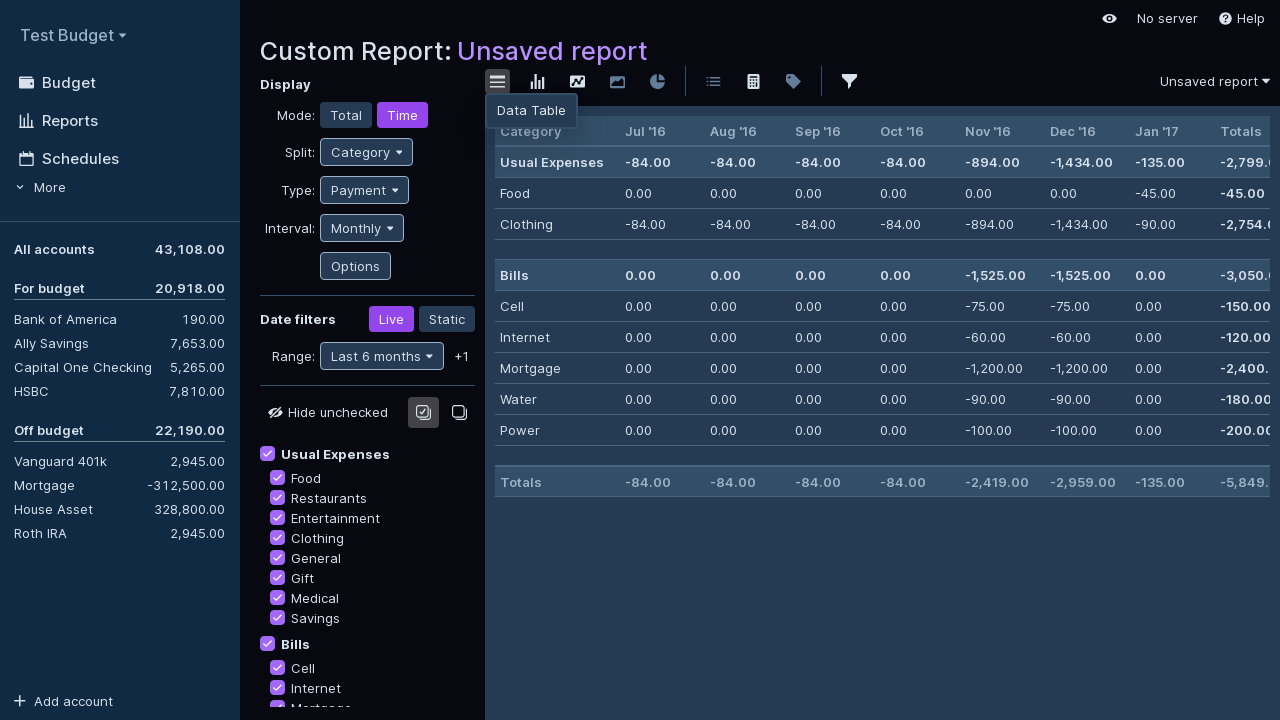 Test Budget
Budget
Reports
Schedules
More
All accounts 43,108.00
For budget 20,918.00
Bank of America 190.00
Ally Savings 7,653.00
Capital One Checking 5,265.00
HSBC 7,810.00
Off budget 22,190.00
Vanguard 401k 2,945.00
Mortgage -312,500.00
House Asset 328,800.00
Roth IRA 2,945.00
Add account
No server
Help
Custom Report: Unsaved report
Display
Mode: Total Time
Split: Category
Type: Payment
Interval: Monthly
Options
Date filters Live Static
Range: Last 6 months +1
Hide unchecked
Usual Expenses
Food
Restaurants
Entertainment
Clothing
General
Gift
Medical
Savings
Bills
Cell
Internet
Mortgage
Unsaved report
Data Table
Category Jul '16 Aug '16 Sep '16 Oct '16 Nov '16 Dec '16 Jan '17 Totals
Usual Expenses -84.00 -84.00 -84.00 -84.00 -894.00 -1,434.00 -135.00 -2,799.
Food 0.00 0.00 0.00 0.00 0.00 0.00 -45.00 -45.00
Clothing -84.00 -84.00 -84.00 -84.00 -894.00 -1,434.00 -90.00 -2,754.
Bills 0.00 0.00 0.00 0.00 -1,525.00 -1,525.00 0.00 -3,050.
Cell 0.00 0.00 0.00 0.00 -75.00 -75.00 0.00 -150.00
Internet 0.00 0.00 0.00 0.00 -60.00 -60.00 0.00 -120.00
Mortgage 0.00 0.00 0.00 0.00 -1,200.00 -1,200.00 0.00 -2,400.
Water 0.00 0.00 0.00 0.00 -90.00 -90.00 0.00 -180.00
Power 0.00 0.00 0.00 0.00 -100.00 -100.00 0.00 -200.00
Totals -84.00 -84.00 -84.00 -84.00 -2,419.00 -2,959.00 -135.00 -5,849.